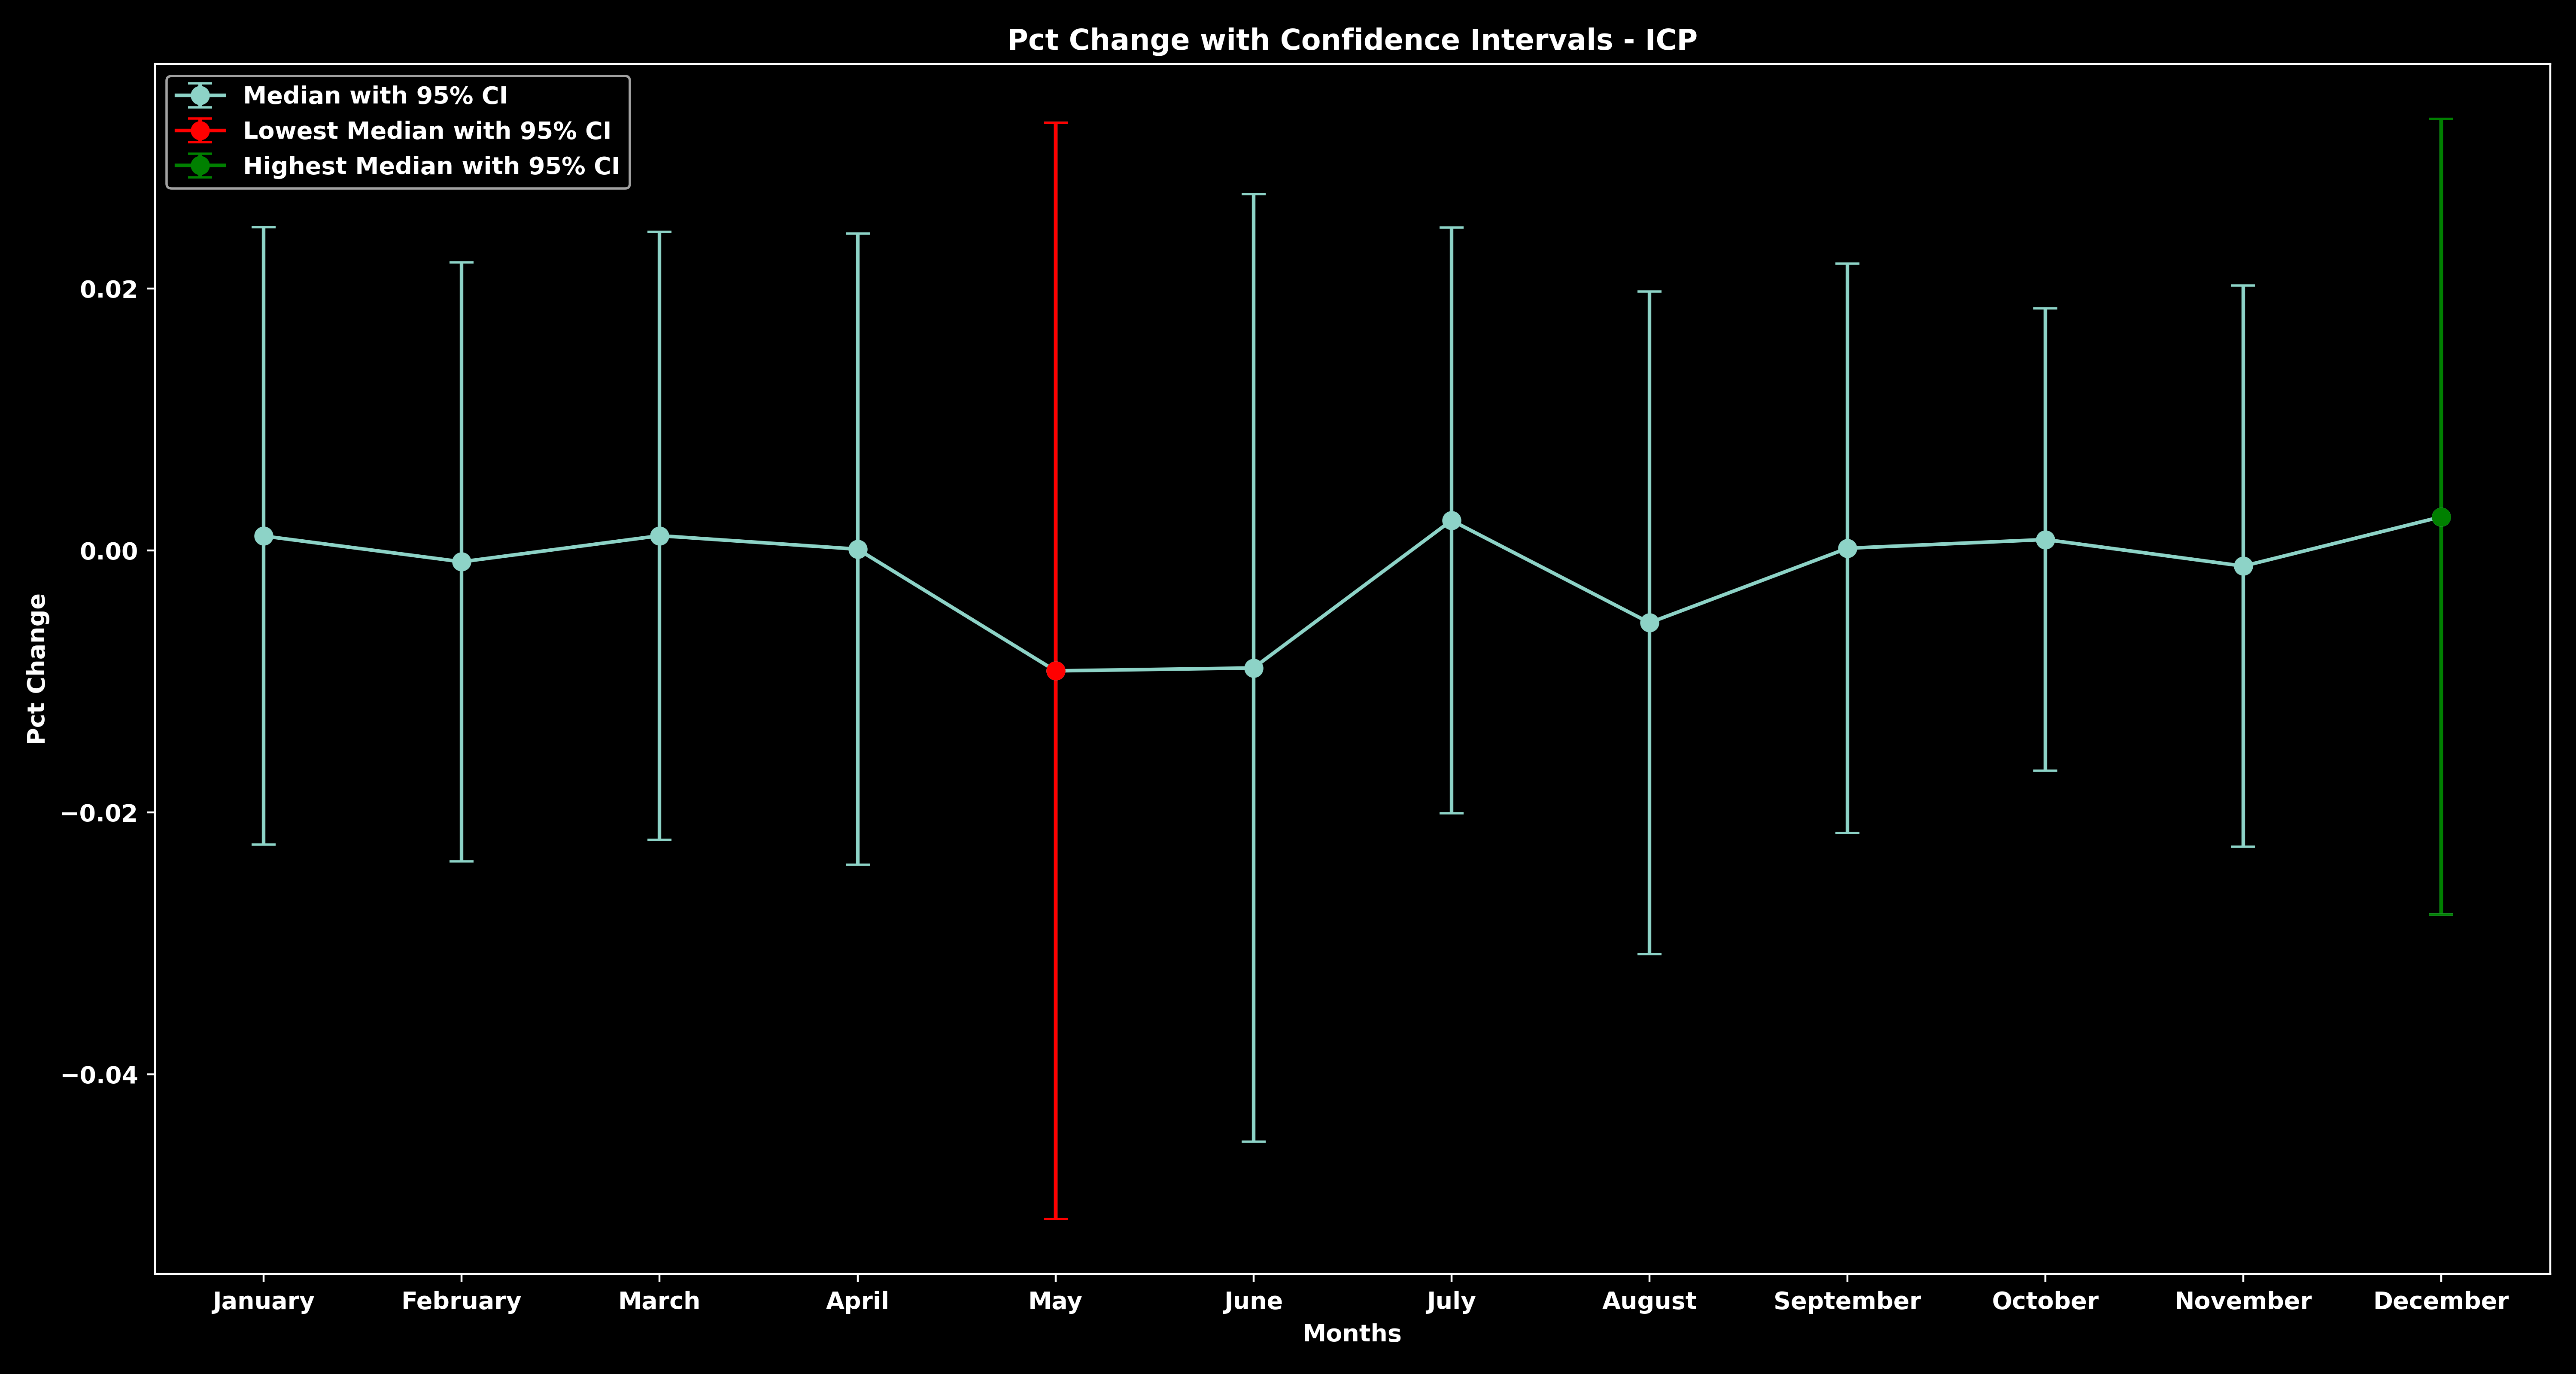 Pct Change with Confidence Intervals - ICP
Median with 95% CI
Lowest Median with 95% CI
Highest Median with 95% CI
0.02
0.00
−0.02
−0.04
Pct Change
January February March April May June July August September October November December
Months